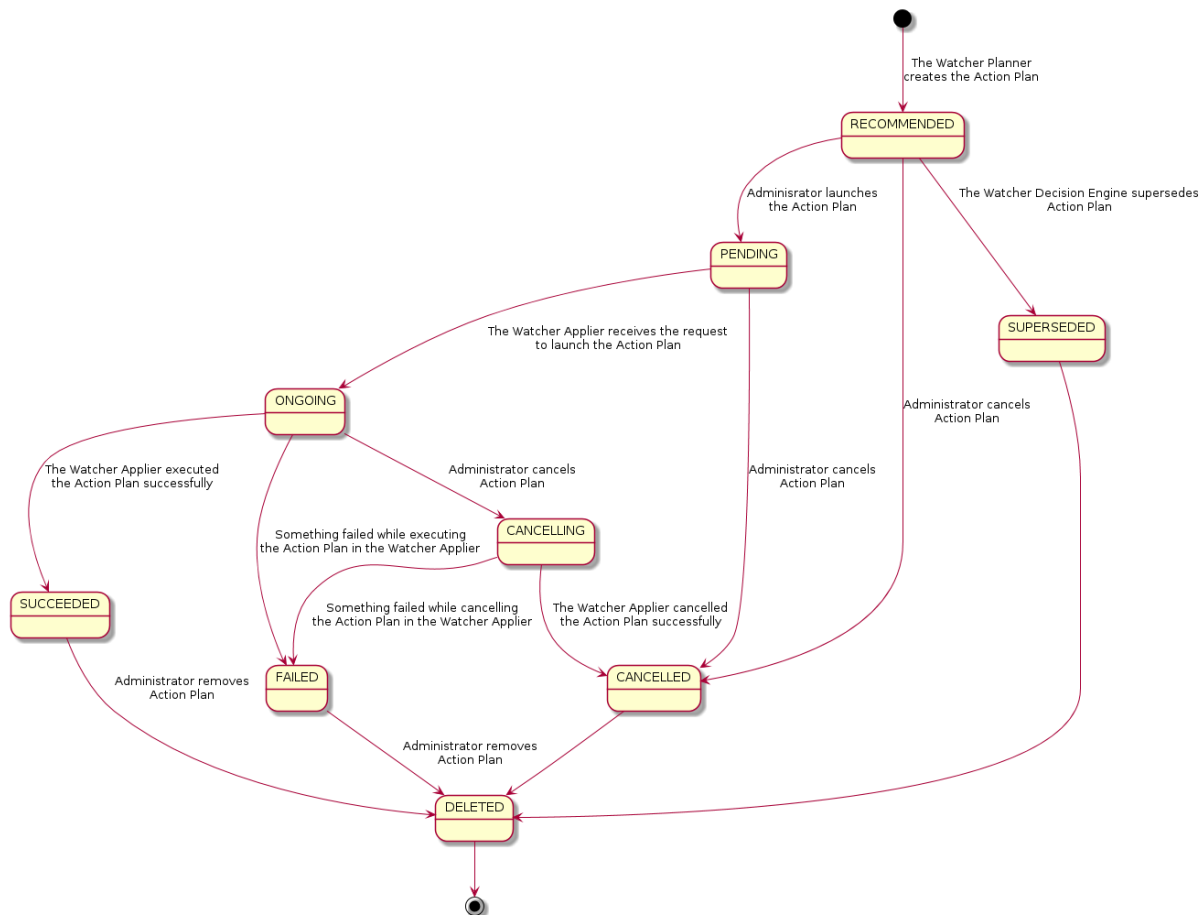 The Watcher Planner
creates the Action Plan
RECOMMENDED
Adminisrator launches
the Action Plan
The Watcher Decision Engine supersedes
Action Plan
PENDING
SUPERSEDED
The Watcher Applier receives the request
to launch the Action Plan
ONGOING
Administrator cancels
Action Plan
The Watcher Applier executed
the Action Plan successfully
Administrator cancels
Action Plan
Administrator cancels
Action Plan
CANCELLING
Something failed while executing
the Action Plan in the Watcher Applier
SUCCEEDED
Something failed while cancelling
the Action Plan in the Watcher Applier
The Watcher Applier cancelled
the Action Plan successfully
FAILED
CANCELLED
Administrator removes
Action Plan
Administrator removes
Action Plan
DELETED